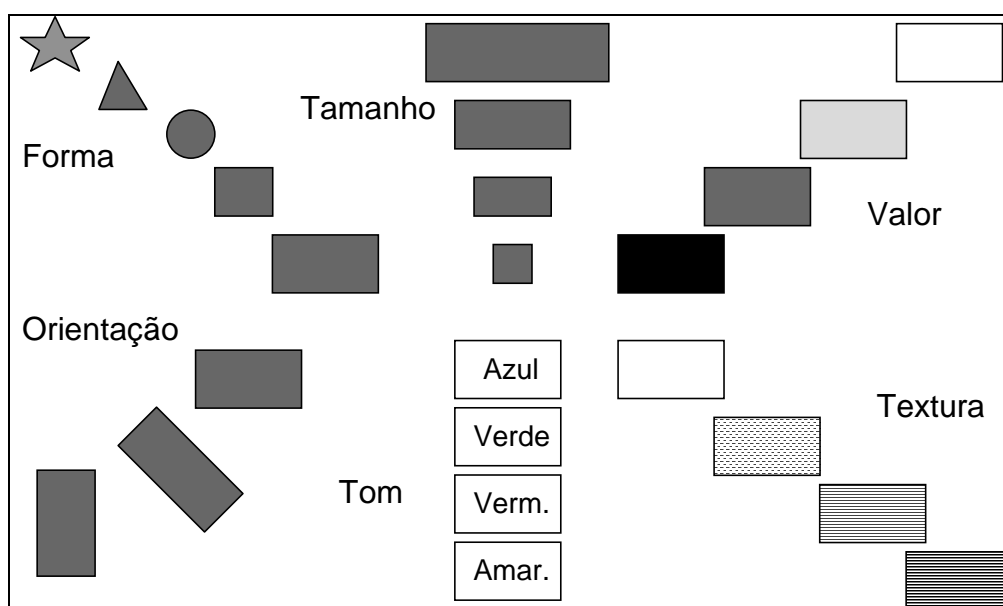 Tamanho
Forma
Valor
Orientação
Azul
Textura
Verde
Tom
Verm.
Amar.